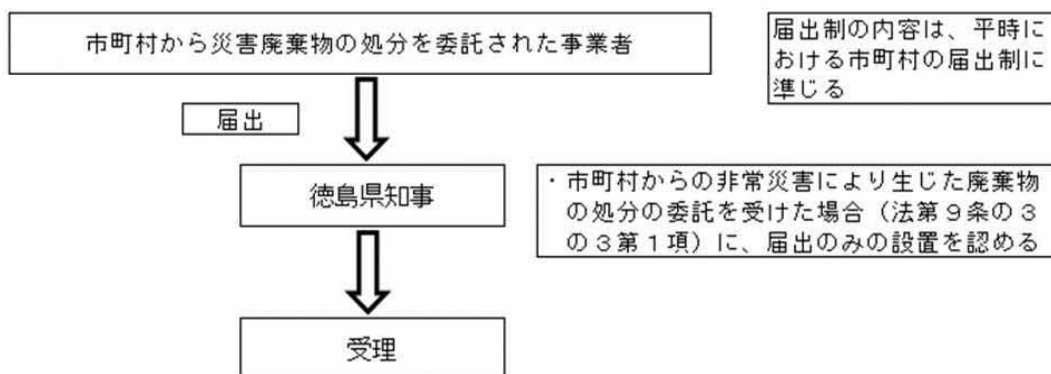 市町村から災害廃棄物の処分を委託された事業者
届出制の内容は、平時に
おける市町村の届出制に
準じる
届出
徳島県知事
・市町村からの非常災害により生じた廃棄物
の処分の委託を受けた場合（法第９条の３
の３第１項）に、届出のみの設置を認める
受理